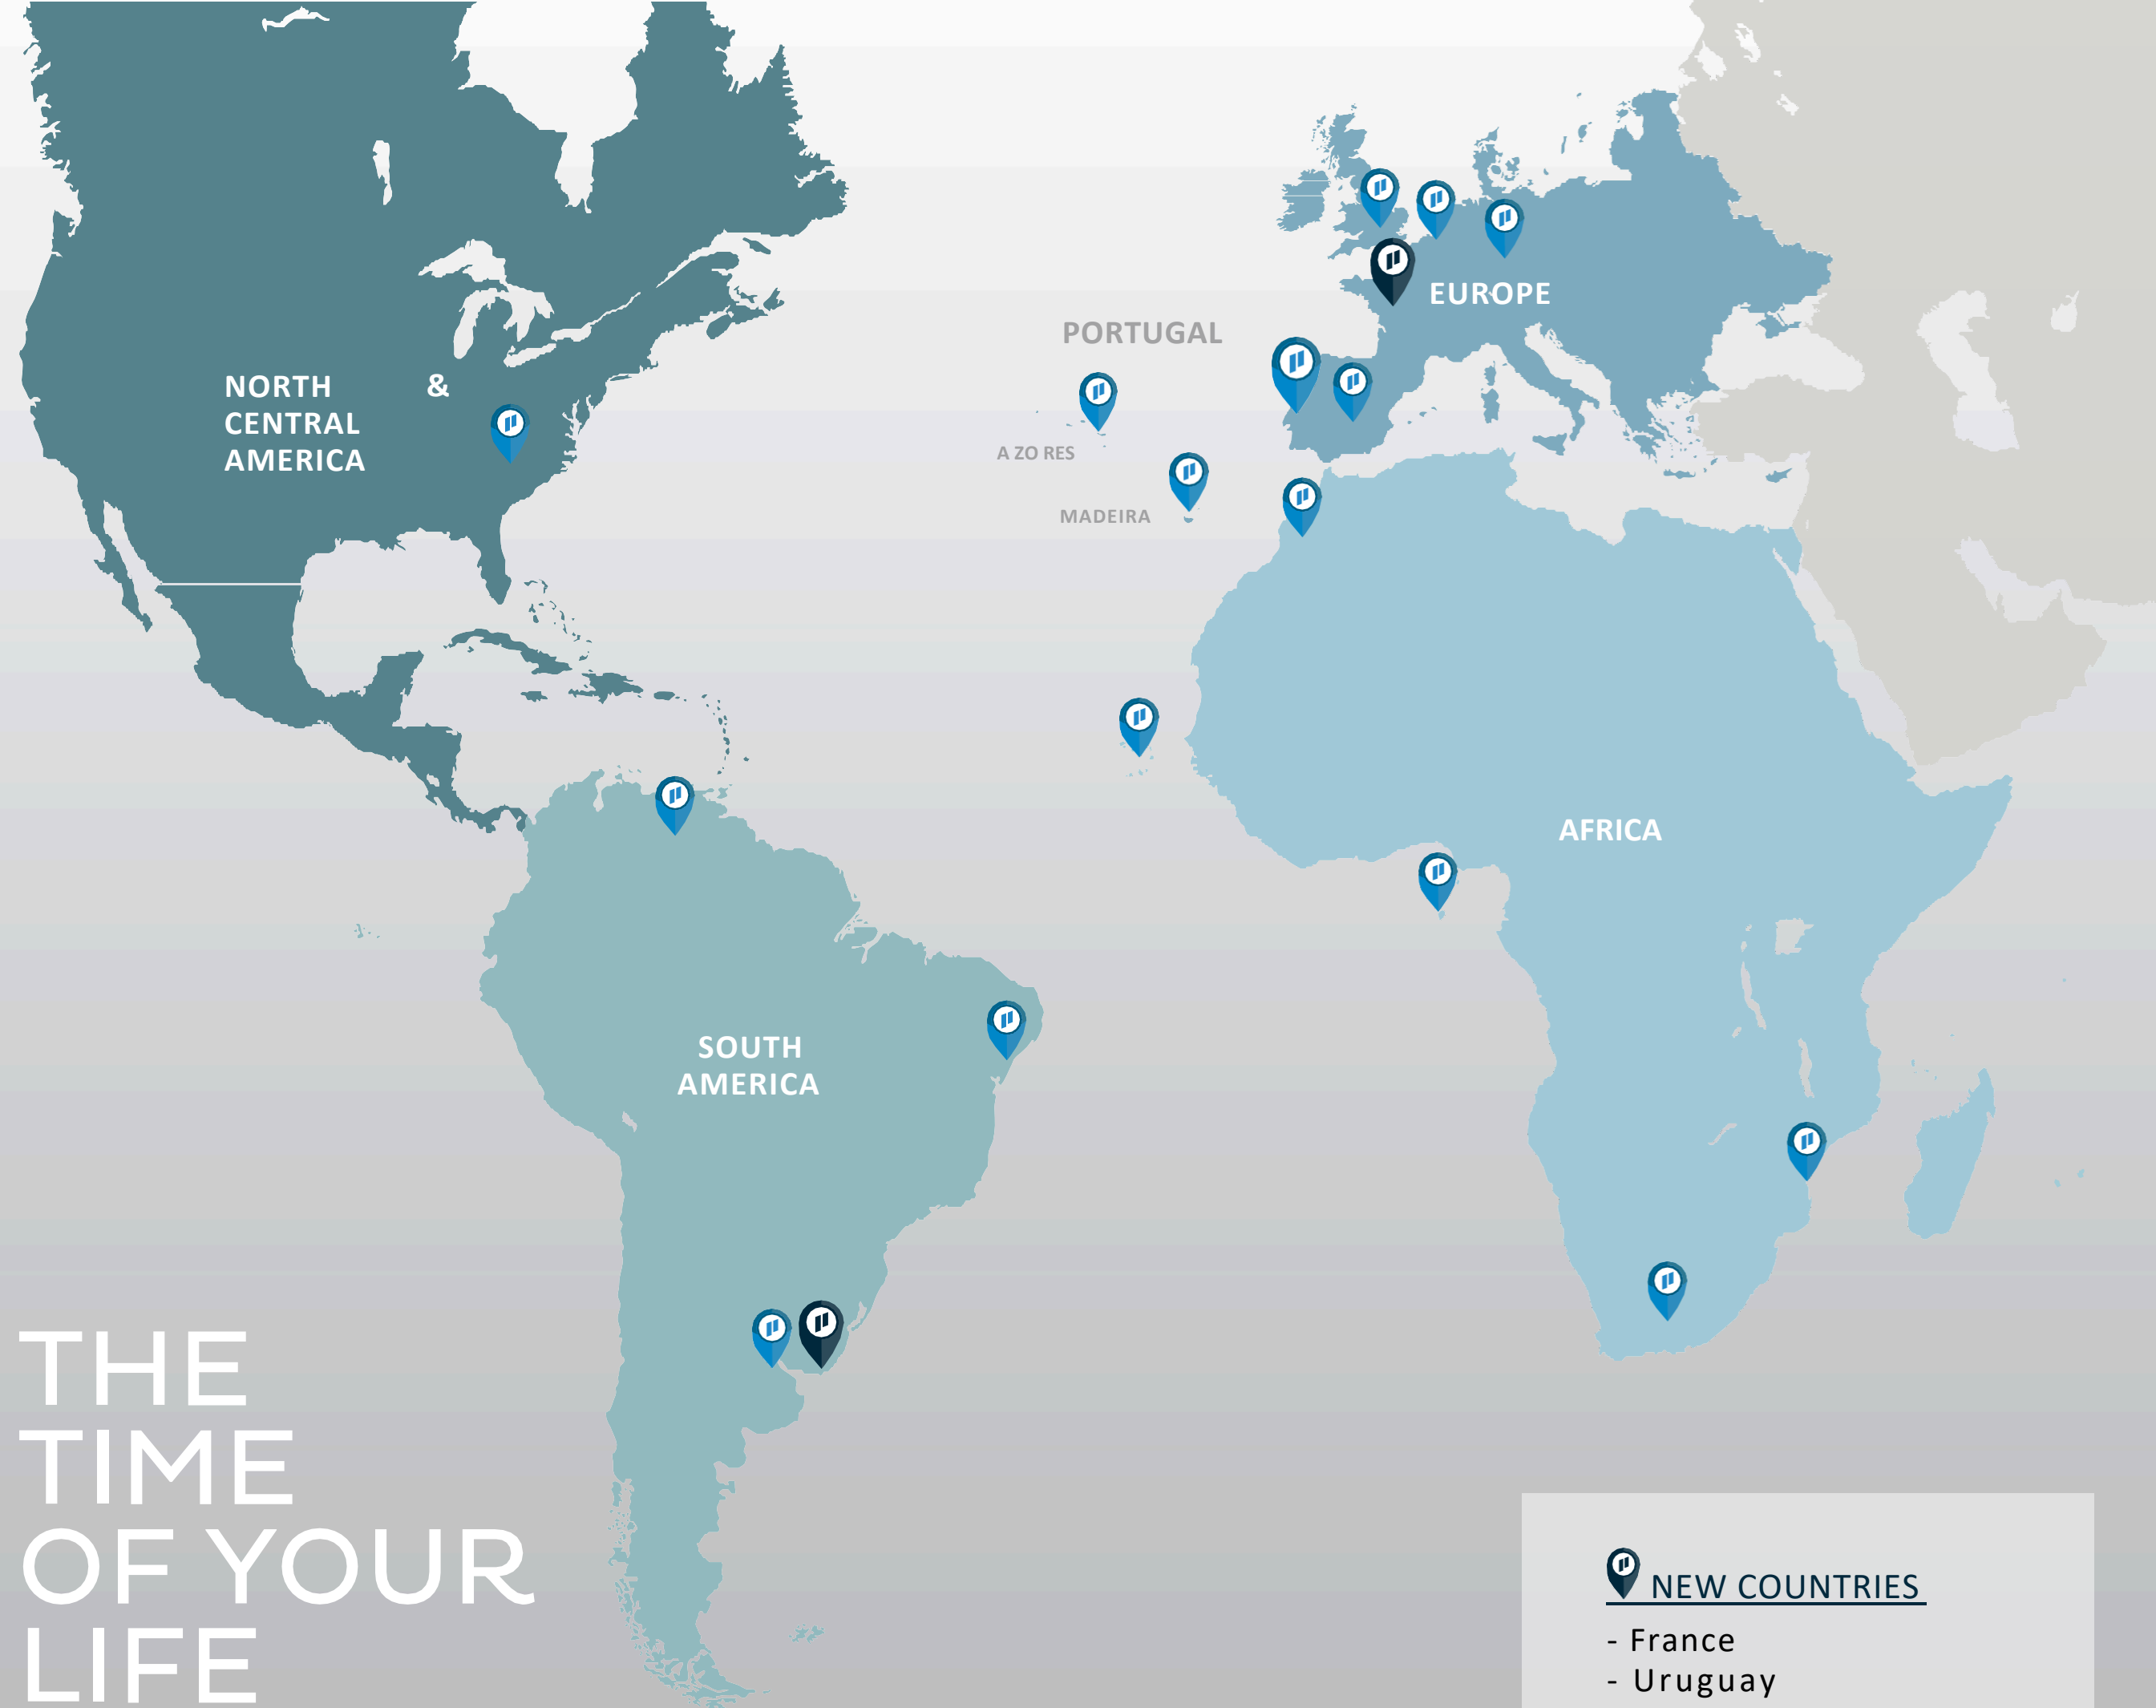 NORTH &
CENTRAL
AMERICA
PORTUGAL
EUROPE
A ZO RES
MADEIRA
AFRICA
SOUTH
AMERICA
THE
TIME
OF YOUR
LIFE
NEW COUNTRIES
- France
- Uruguay